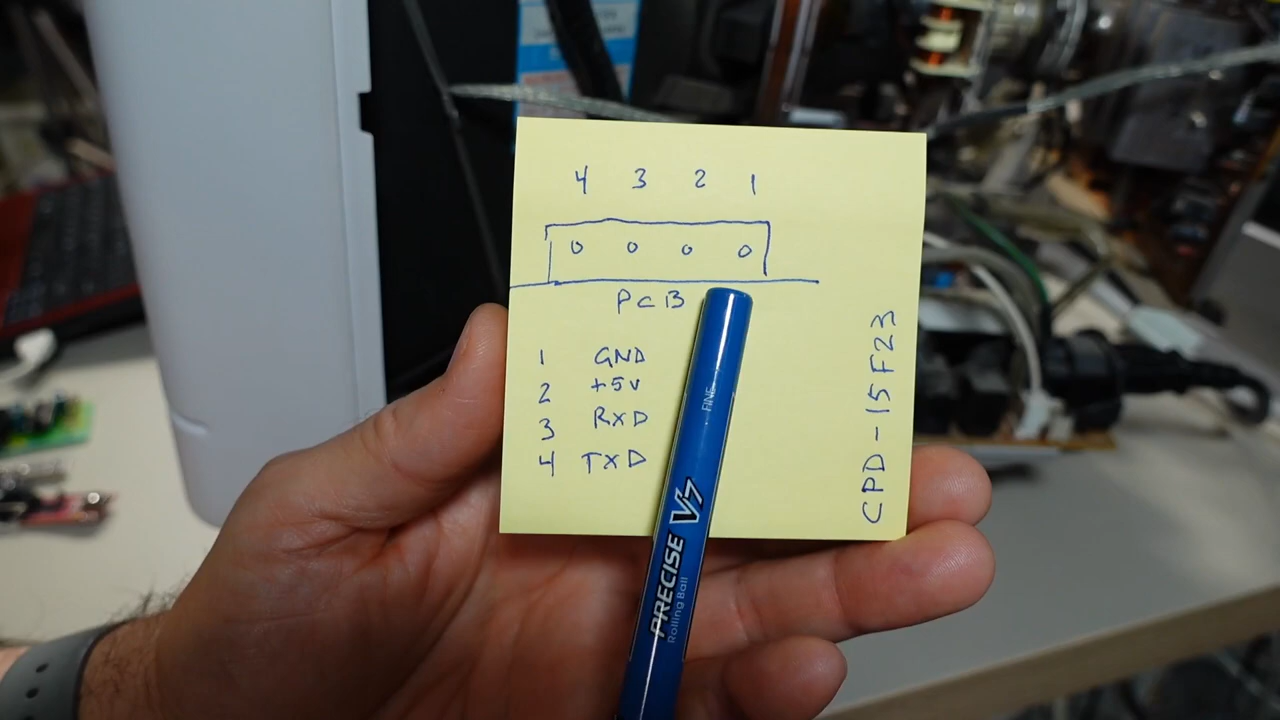 4 3 2 1
o o o o
PCB
1 GND
2 +5V
3 RXD
4 TXD
CPD-15F23
FINE
PRECISE V7
Rolling Ball